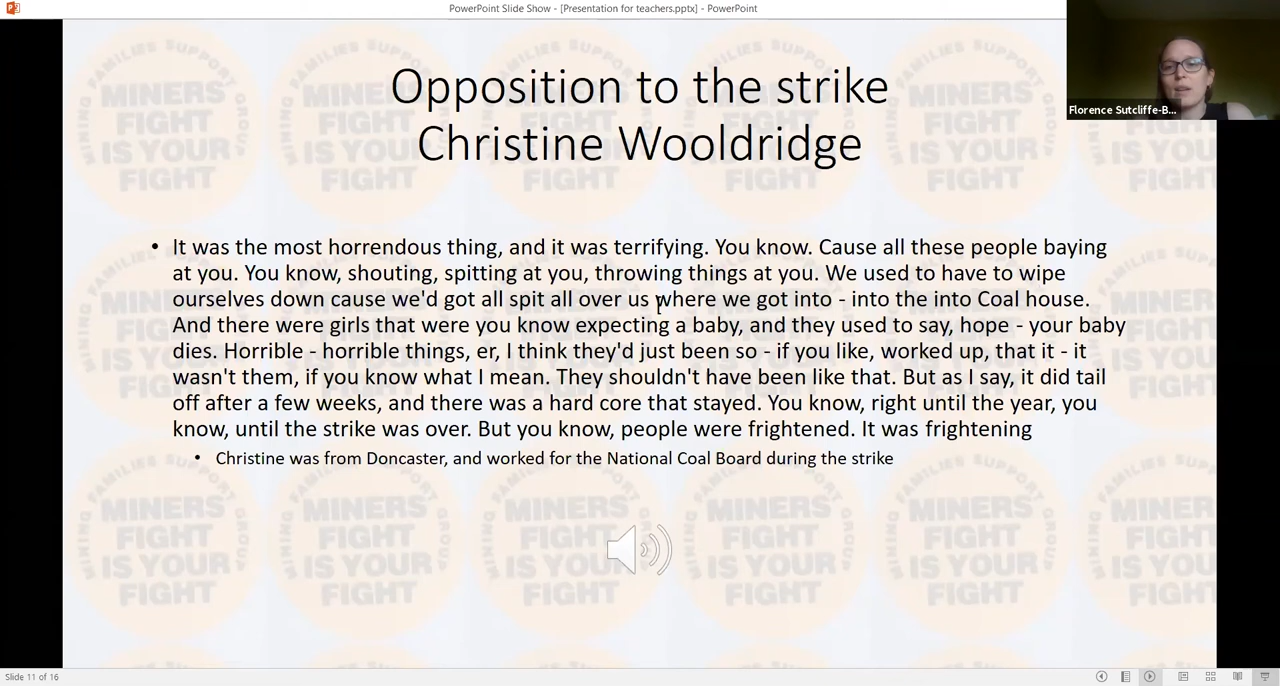 PowerPoint Slide Show - [Presentation for teachers.pptx] - PowerPoint
Florence Sutcliffe-B...
Opposition to the strike
Christine Wooldridge
• It was the most horrendous thing, and it was terrifying. You know. Cause all these people baying
at you. You know, shouting, spitting at you, throwing things at you. We used to have to wipe
ourselves down cause we'd got all spit all over us where we got into - into the into Coal house.
And there were girls that were you know expecting a baby, and they used to say, hope - your baby
dies. Horrible - horrible things, er, I think they'd just been so - if you like, worked up, that it - it
wasn't them, if you know what I mean. They shouldn't have been like that. But as I say, it did tail
off after a few weeks, and there was a hard core that stayed. You know, right until the year, you
know, until the strike was over. But you know, people were frightened. It was frightening
• Christine was from Doncaster, and worked for the National Coal Board during the strike
MINING FAMILIES SUPPORT GROUP
MINERS
FIGHT
IS YOUR
FIGHT
Slide 11 of 16